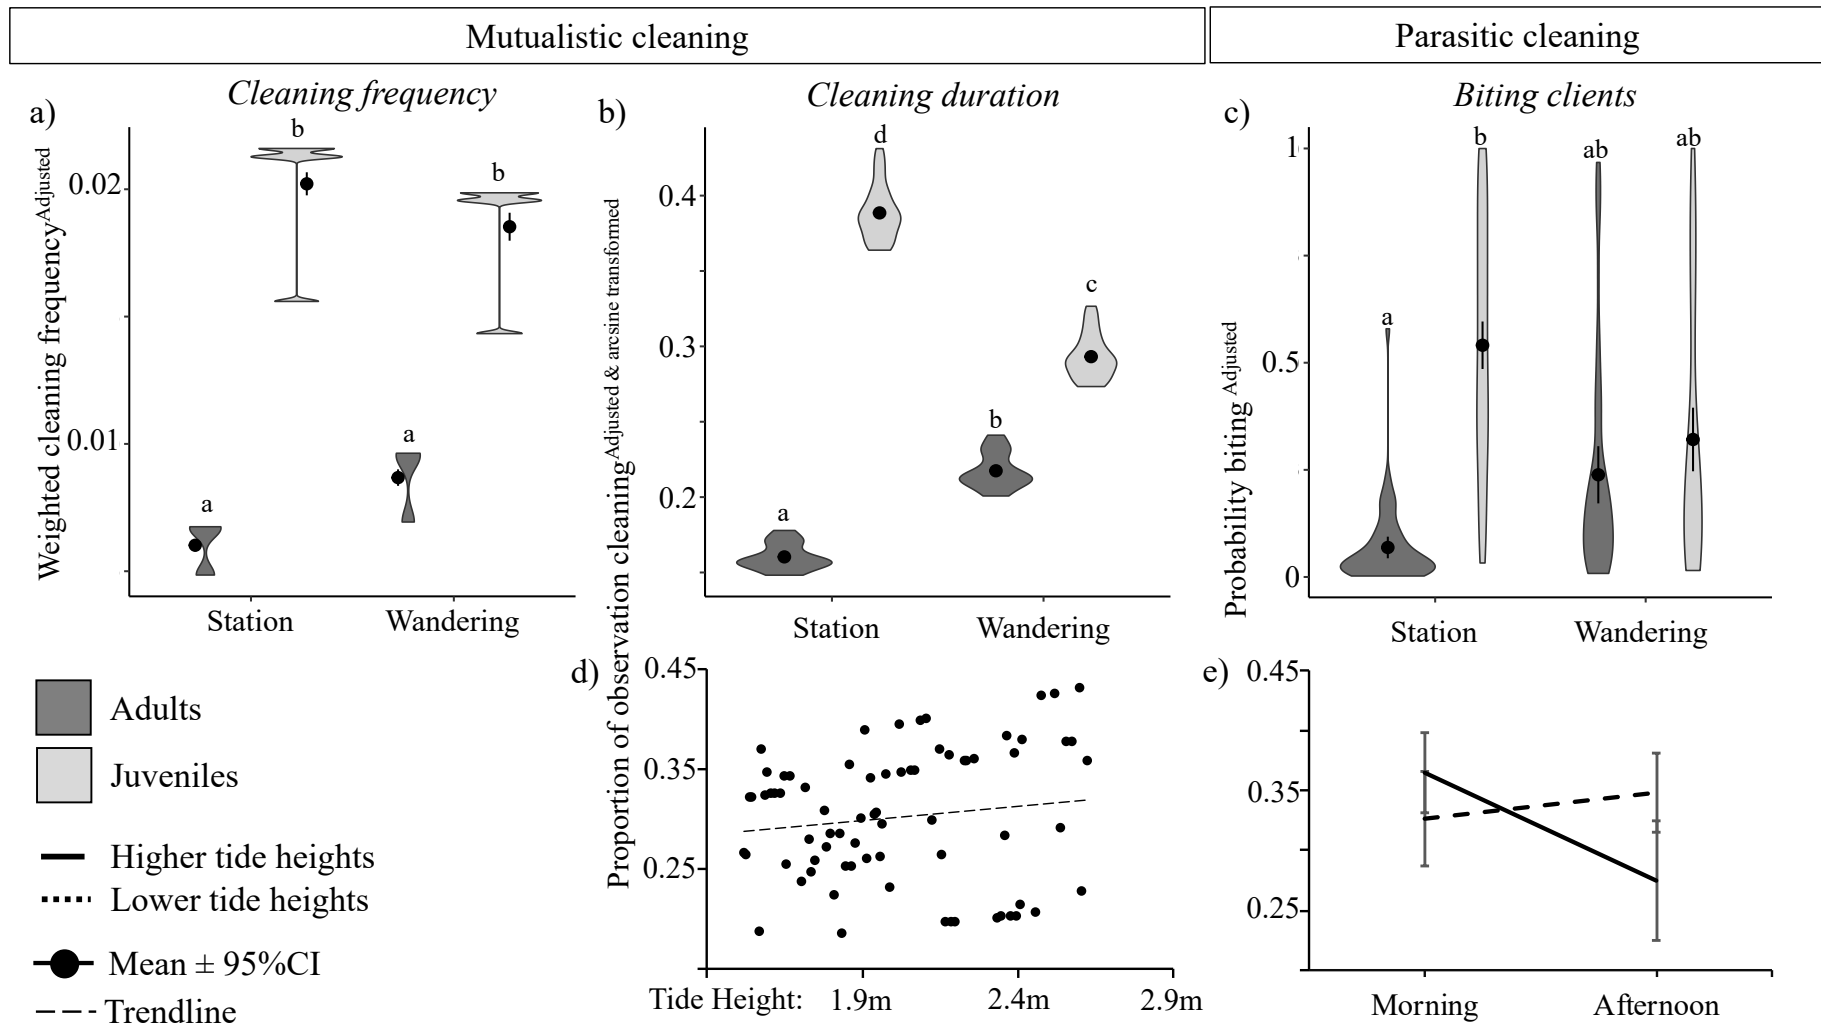 Mutualistic cleaning
Parasitic cleaning
Cleaning frequency
Cleaning duration
Biting clients
a)
Weighted cleaning frequency Adjusted
0.02
0.01
a
b
a
b
Station
Wandering
b)
Proportion of observation cleaning Adjusted & arcsine transformed
0.4
0.3
0.2
a
d
b
c
Station
Wandering
c)
Probability biting Adjusted
1
0.5
0
a
b
ab
ab
Station
Wandering
Adults
Juveniles
Higher tide heights
Lower tide heights
Mean ± 95%CI
Trendline
d)
0.45
0.35
0.25
Tide Height:
1.9m
2.4m
2.9m
e)
0.45
0.35
0.25
Morning
Afternoon